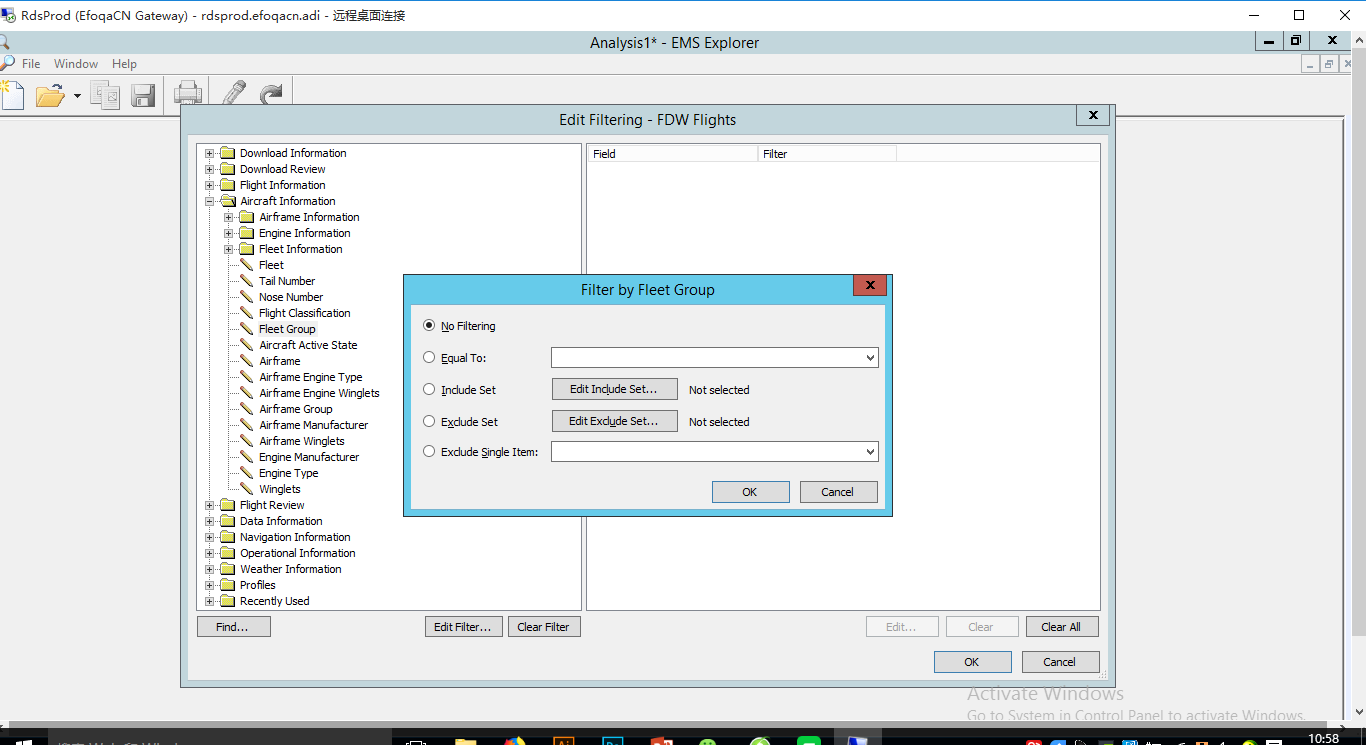 RdsProd (EfoqaCN Gateway) - rdsprod.efoqacn.adi - 远程桌面连接
Analysis1* - EMS Explorer
File Window Help
Edit Filtering - FDW Flights
Download Information
Download Review
Flight Information
Aircraft Information
Airframe Information
Engine Information
Fleet Information
Fleet
Tail Number
Nose Number
Flight Classification
Fleet Group
Aircraft Active State
Airframe
Airframe Engine Type
Airframe Engine Winglets
Airframe Group
Airframe Manufacturer
Airframe Winglets
Engine Manufacturer
Engine Type
Winglets
Flight Review
Data Information
Navigation Information
Operational Information
Weather Information
Profiles
Recently Used
Field Filter
Filter by Fleet Group
No Filtering
Equal To:
Include Set Edit Include Set... Not selected
Exclude Set Edit Exclude Set... Not selected
Exclude Single Item:
OK Cancel
Find... Edit Filter... Clear Filter Edit... Clear Clear All
OK Cancel
Activate Windows
Go to System in Control Panel to activate Windows.
10:58